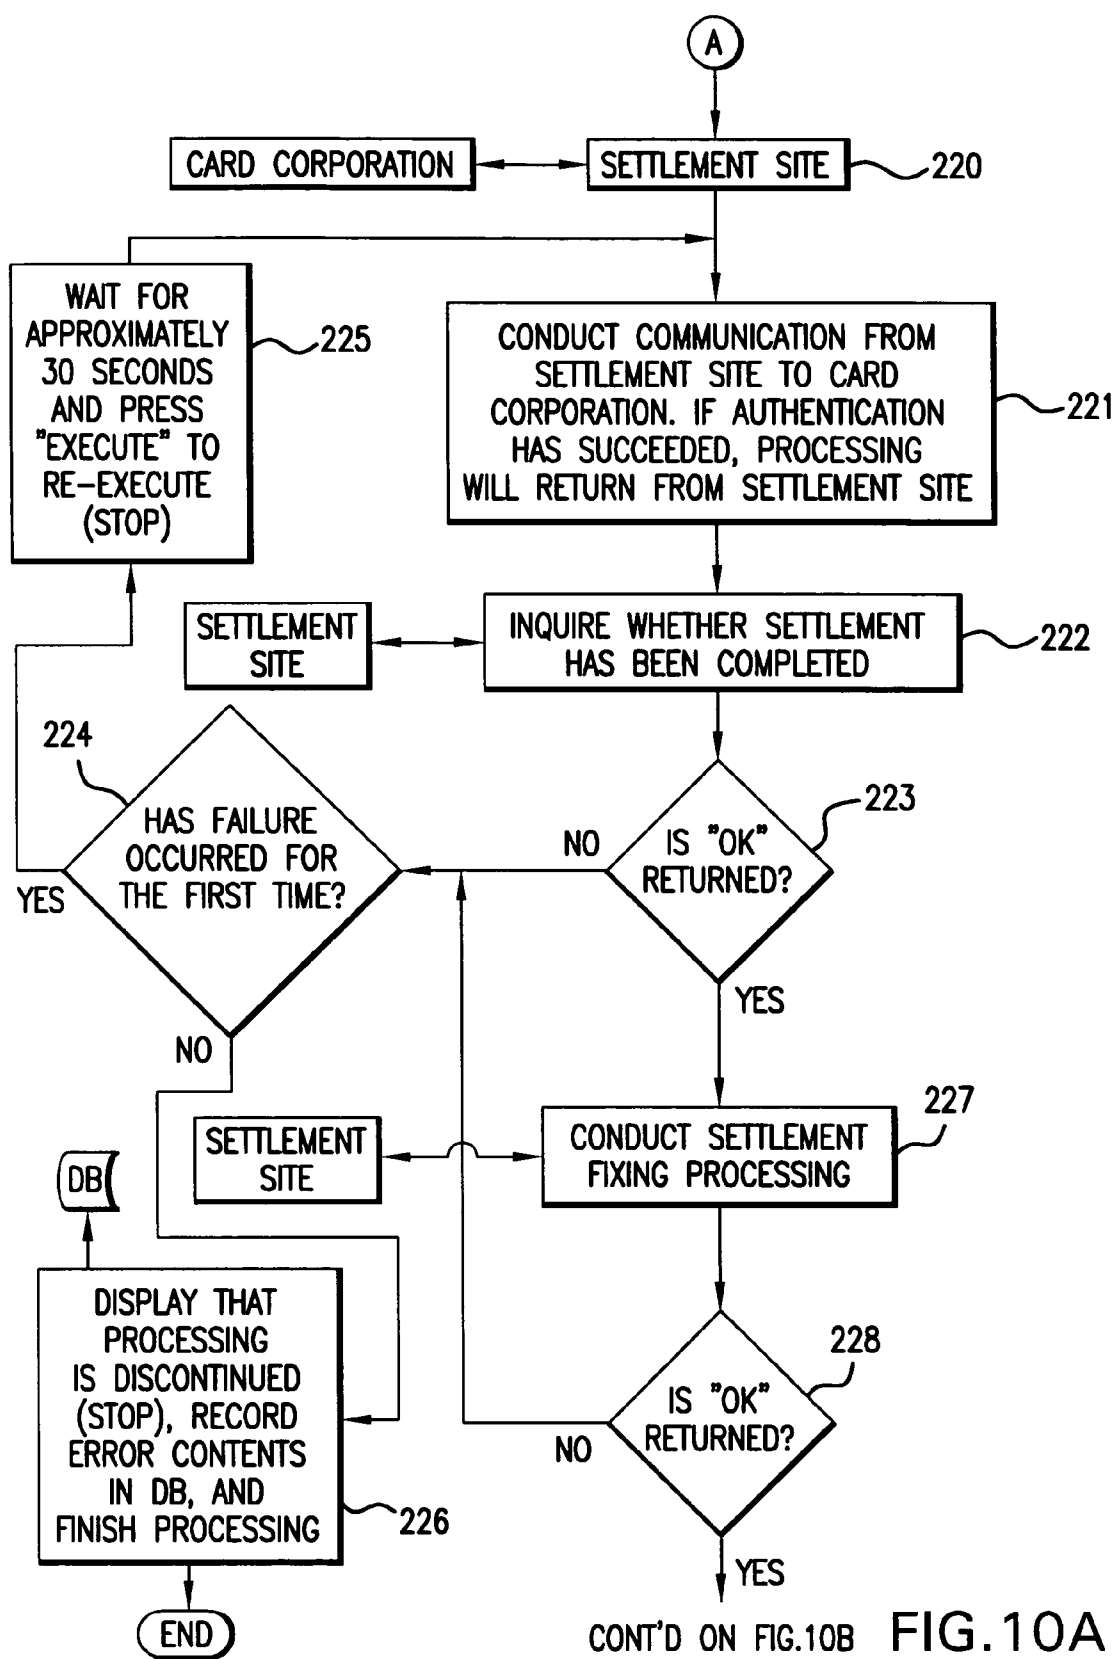 A
CARD CORPORATION
SETTLEMENT SITE
220
WAIT FOR
APPROXIMATELY
30 SECONDS
AND PRESS
"EXECUTE" TO
RE-EXECUTE
(STOP)
225
CONDUCT COMMUNICATION FROM
SETTLEMENT SITE TO CARD
CORPORATION. IF AUTHENTICATION
HAS SUCCEEDED, PROCESSING
WILL RETURN FROM SETTLEMENT SITE
221
SETTLEMENT
SITE
INQUIRE WHETHER SETTLEMENT
HAS BEEN COMPLETED
222
224
HAS FAILURE
OCCURRED FOR
THE FIRST TIME?
YES
NO
NO
IS "OK"
RETURNED?
223
YES
SETTLEMENT
SITE
CONDUCT SETTLEMENT
FIXING PROCESSING
227
DB
DISPLAY THAT
PROCESSING
IS DISCONTINUED
(STOP), RECORD
ERROR CONTENTS
IN DB, AND
FINISH PROCESSING
226
END
IS "OK"
RETURNED?
228
NO
YES
CONT'D ON FIG.10B
FIG.10A